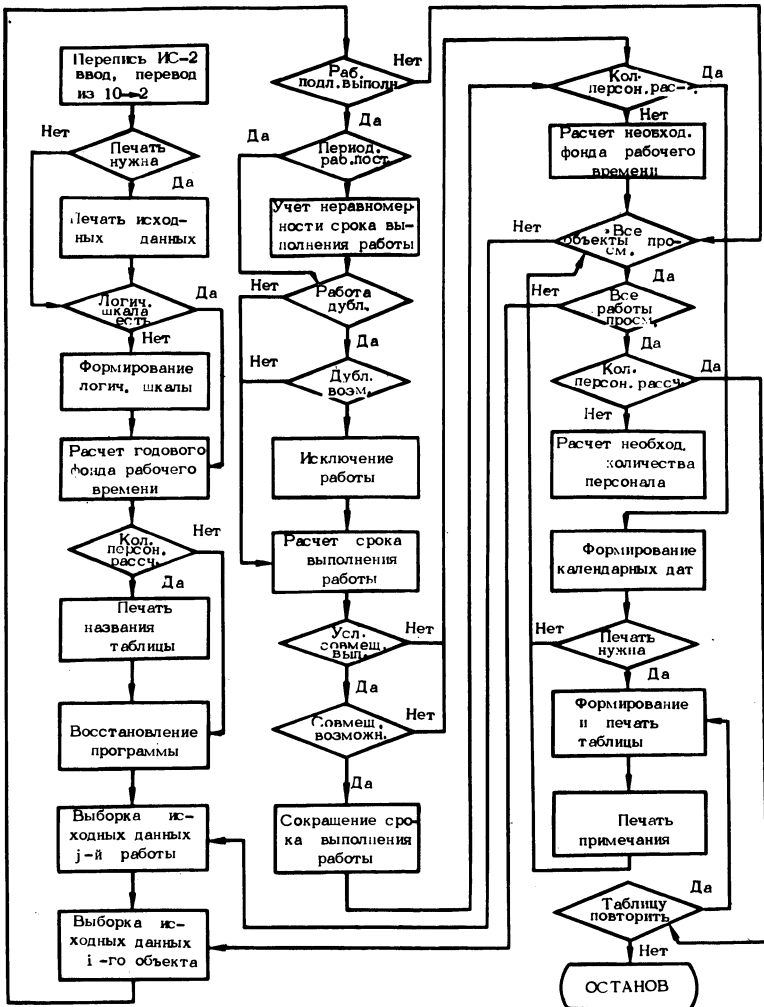 Перепись ИС-2
ввод, перевод
из 10→2
Нет
Печать
нужна
Да
Печать исход-
ных данных
Логич.
шкала
есть
Да
Нет
Формирование
логич. шкалы
Расчет годового
фонда рабочего
времени
Кол.
персон.
рассч.
Нет
Да
Печать
названия
таблицы
Восстановление
программы
Выборка ис-
ходных данных
j-й работы
Выборка ис-
ходных данных
i-го объекта
Раб.
подл.выполн
Нет
Да
Да
Период.
раб.пост.
Учет неравномер-
ности срока вы-
полнения работы
Нет
Работа
дубл.
Да
Нет
Дубл.
возм.
Исключение
работы
Расчет срока
выполнения
работы
Усл.
совмещ.
вып.
Нет
Да
Совмещ.
возможн.
Нет
Да
Сокращение сро-
ка выполнения
работы
Кол.
персон.рас-
Да
Нет
Расчет необход.
фонда рабочего
времени
Нет
Все
объекты про-
см.
Да
Нет
Все
работы
просм.
Да
Кол.
персон.рассч.
Да
Нет
Расчет необход.
количества
персонала
Формирование
календарных дат
Нет
Печать
нужна
Да
Формирование
и печать
таблицы
Печать
примечания
Да
Таблицу
повторить
Нет
ОСТАНОВ